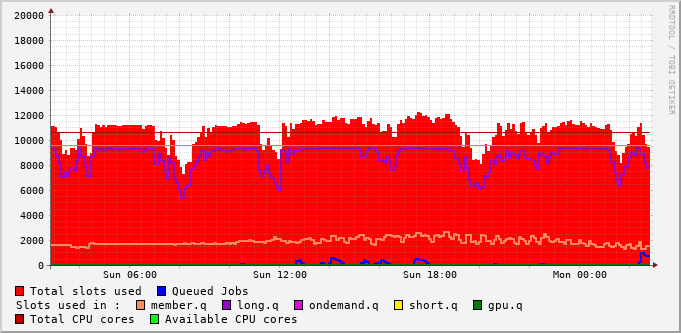 RRDTOOL / TOBI OETIKER
20000
18000
16000
14000
12000
10000
8000
6000
4000
2000
0
Sun 06:00 Sun 12:00 Sun 18:00 Mon 00:00
Total slots used Queued Jobs
Slots used in : member.q long.q ondemand.q short.q gpu.q
Total CPU cores Available CPU cores